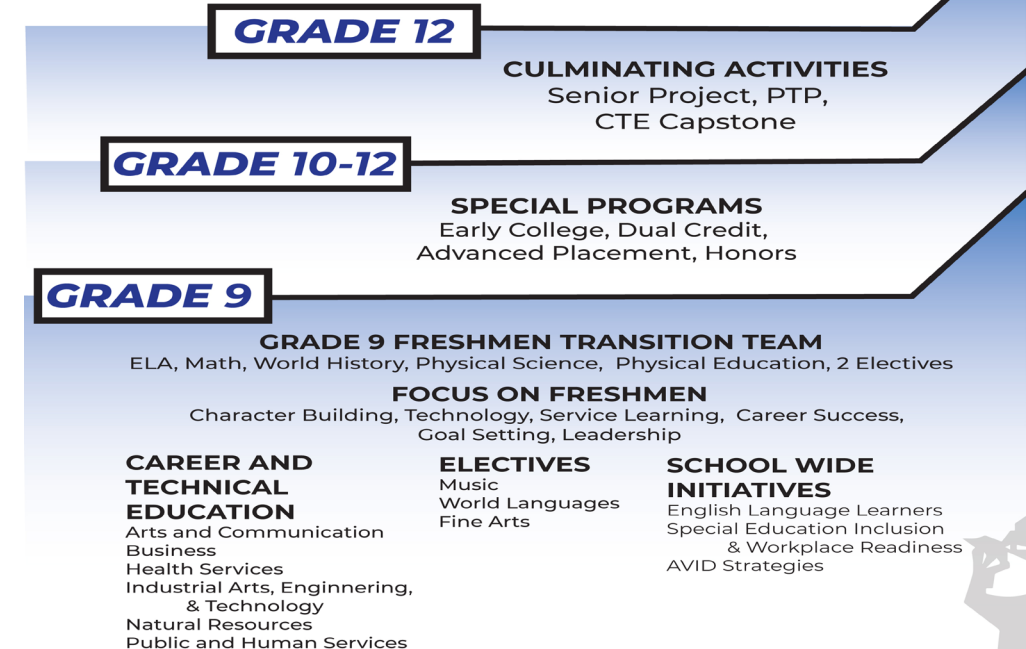 GRADE 12
CULMINATING ACTIVITIES
Senior Project, PTP,
CTE Capstone
GRADE 10-12
SPECIAL PROGRAMS
Early College, Dual Credit,
Advanced Placement, Honors
GRADE 9
GRADE 9 FRESHMEN TRANSITION TEAM
ELA, Math, World History, Physical Science, Physical Education, 2 Electives
FOCUS ON FRESHMEN
Character Building, Technology, Service Learning, Career Success,
Goal Setting, Leadership
CAREER AND
TECHNICAL
EDUCATION
Arts and Communication
Business
Health Services
Industrial Arts, Enginnering,
& Technology
Natural Resources
Public and Human Services
ELECTIVES
Music
World Languages
Fine Arts
SCHOOL WIDE
INITIATIVES
English Language Learners
Special Education Inclusion
& Workplace Readiness
AVID Strategies